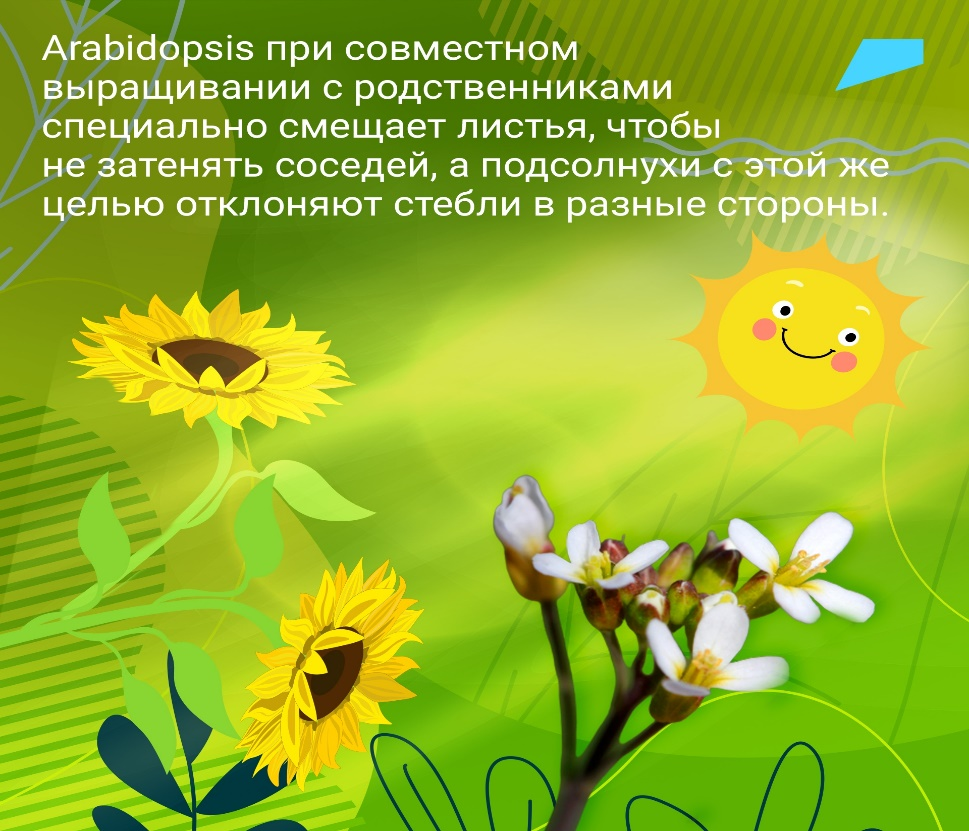 Arabidopsis при совместном
выращивании с родственниками
специально смещает листья, чтобы
не затенять соседей, а подсолнухи с этой же
целью отклоняют стебли в разные стороны.